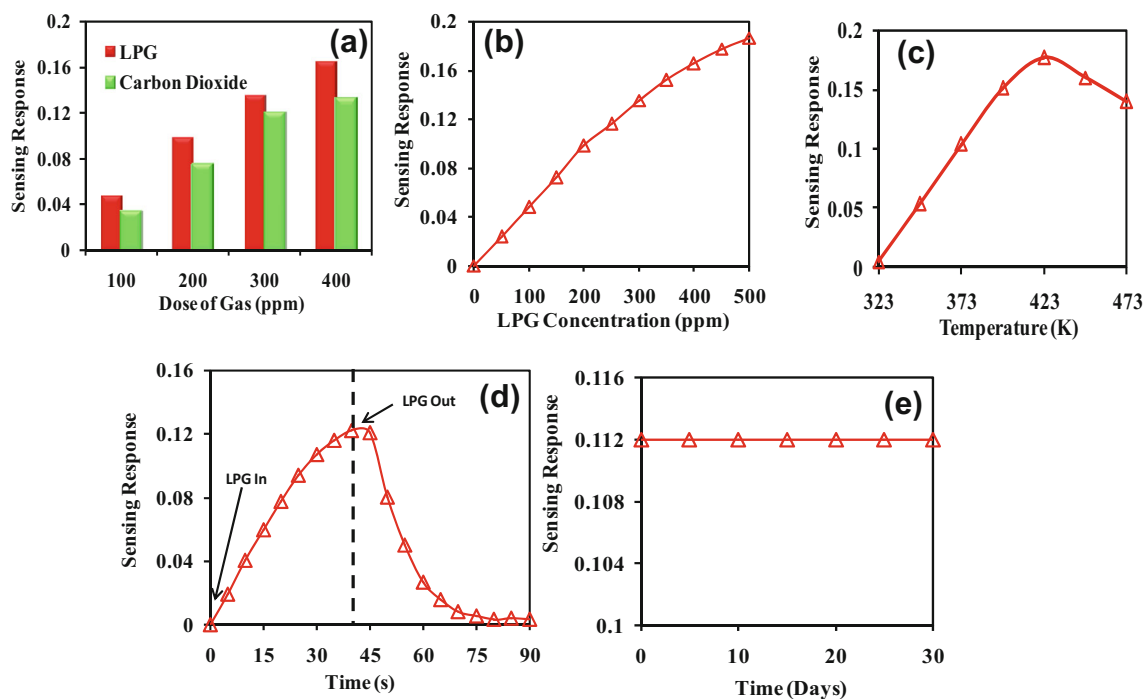 (a)
LPG
Carbon Dioxide
Sensing Response
0.2
0.16
0.12
0.08
0.04
0
100 200 300 400
Dose of Gas (ppm)
(b)
Sensing Response
0.2
0.16
0.12
0.08
0.04
0
0 100 200 300 400 500
LPG Concentration (ppm)
(c)
Sensing Response
0.2
0.15
0.1
0.05
0
323 373 423 473
Temperature (K)
(d)
LPG Out
LPG In
Sensing Response
0.16
0.12
0.08
0.04
0
0 15 30 45 60 75 90
Time (s)
(e)
Sensing Response
0.116
0.112
0.108
0.104
0.1
0 10 20 30
Time (Days)